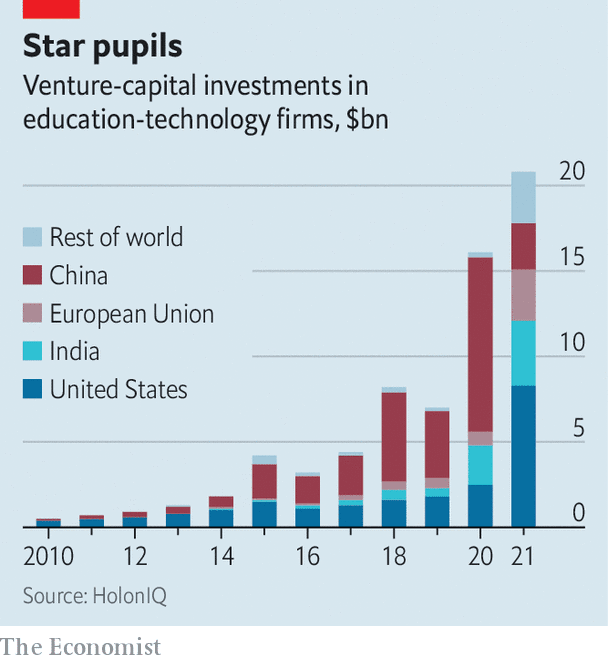 Star pupils
Venture-capital investments in
education-technology firms, $bn
20
Rest of world
15
China
European Union
10
India
United States
5
0
2010 12 14 16 18 20 21
Source: HolonIQ
The Economist